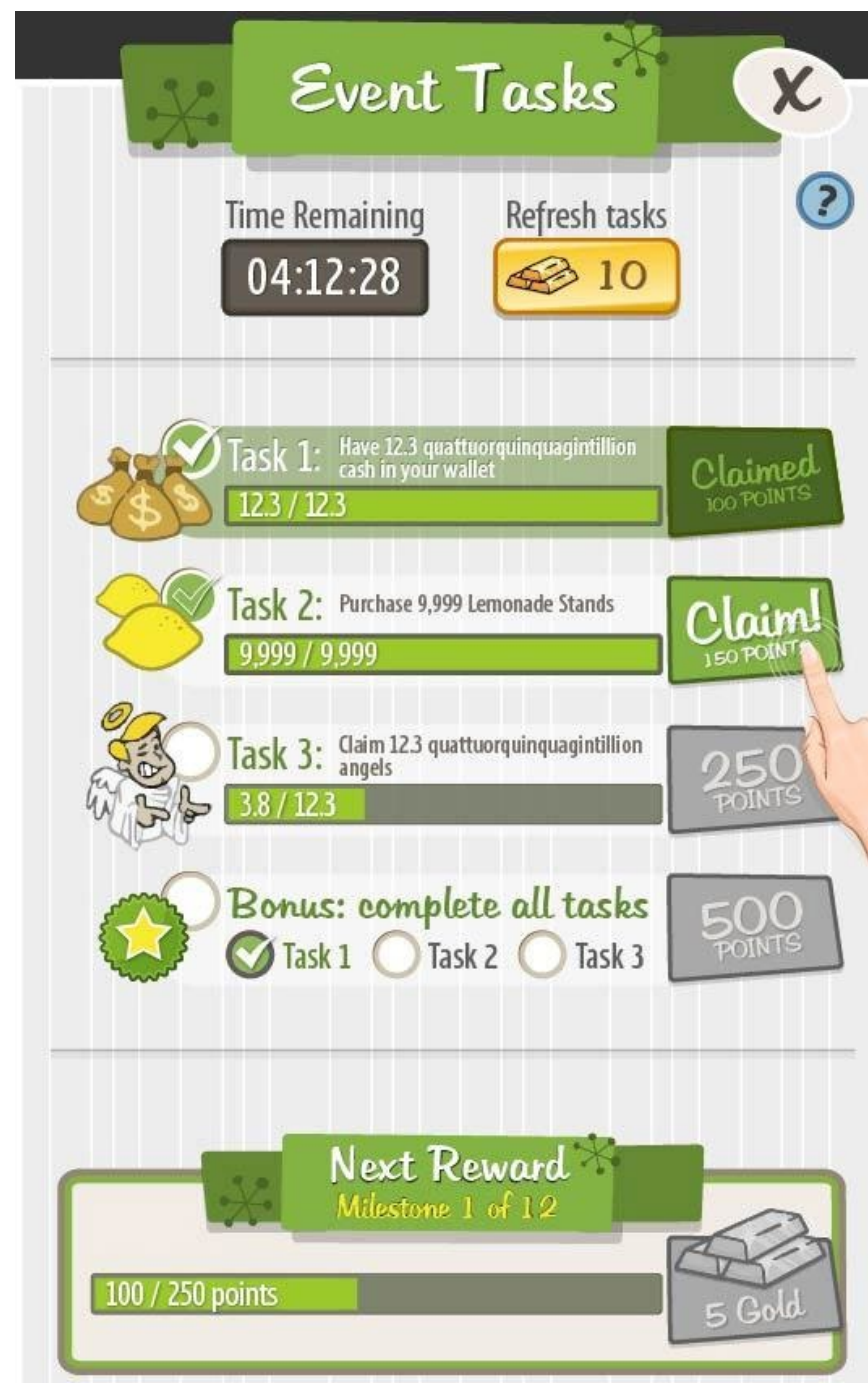 Event Tasks
X
?
Time Remaining
Refresh tasks
04:12:28
10
Task 1: Have 12.3 quattuorquinquagintillion
cash in your wallet
12.3 / 12.3
Claimed
100 POINTS
Task 2: Purchase 9,999 Lemonade Stands
9,999 / 9,999
Claim!
150 POINTS
Task 3: Claim 12.3 quattuorquinquagintillion
angels
3.8 / 12.3
250
POINTS
Bonus: complete all tasks
Task 1 Task 2 Task 3
500
POINTS
Next Reward
Milestone 1 of 12
100 / 250 points
5 Gold